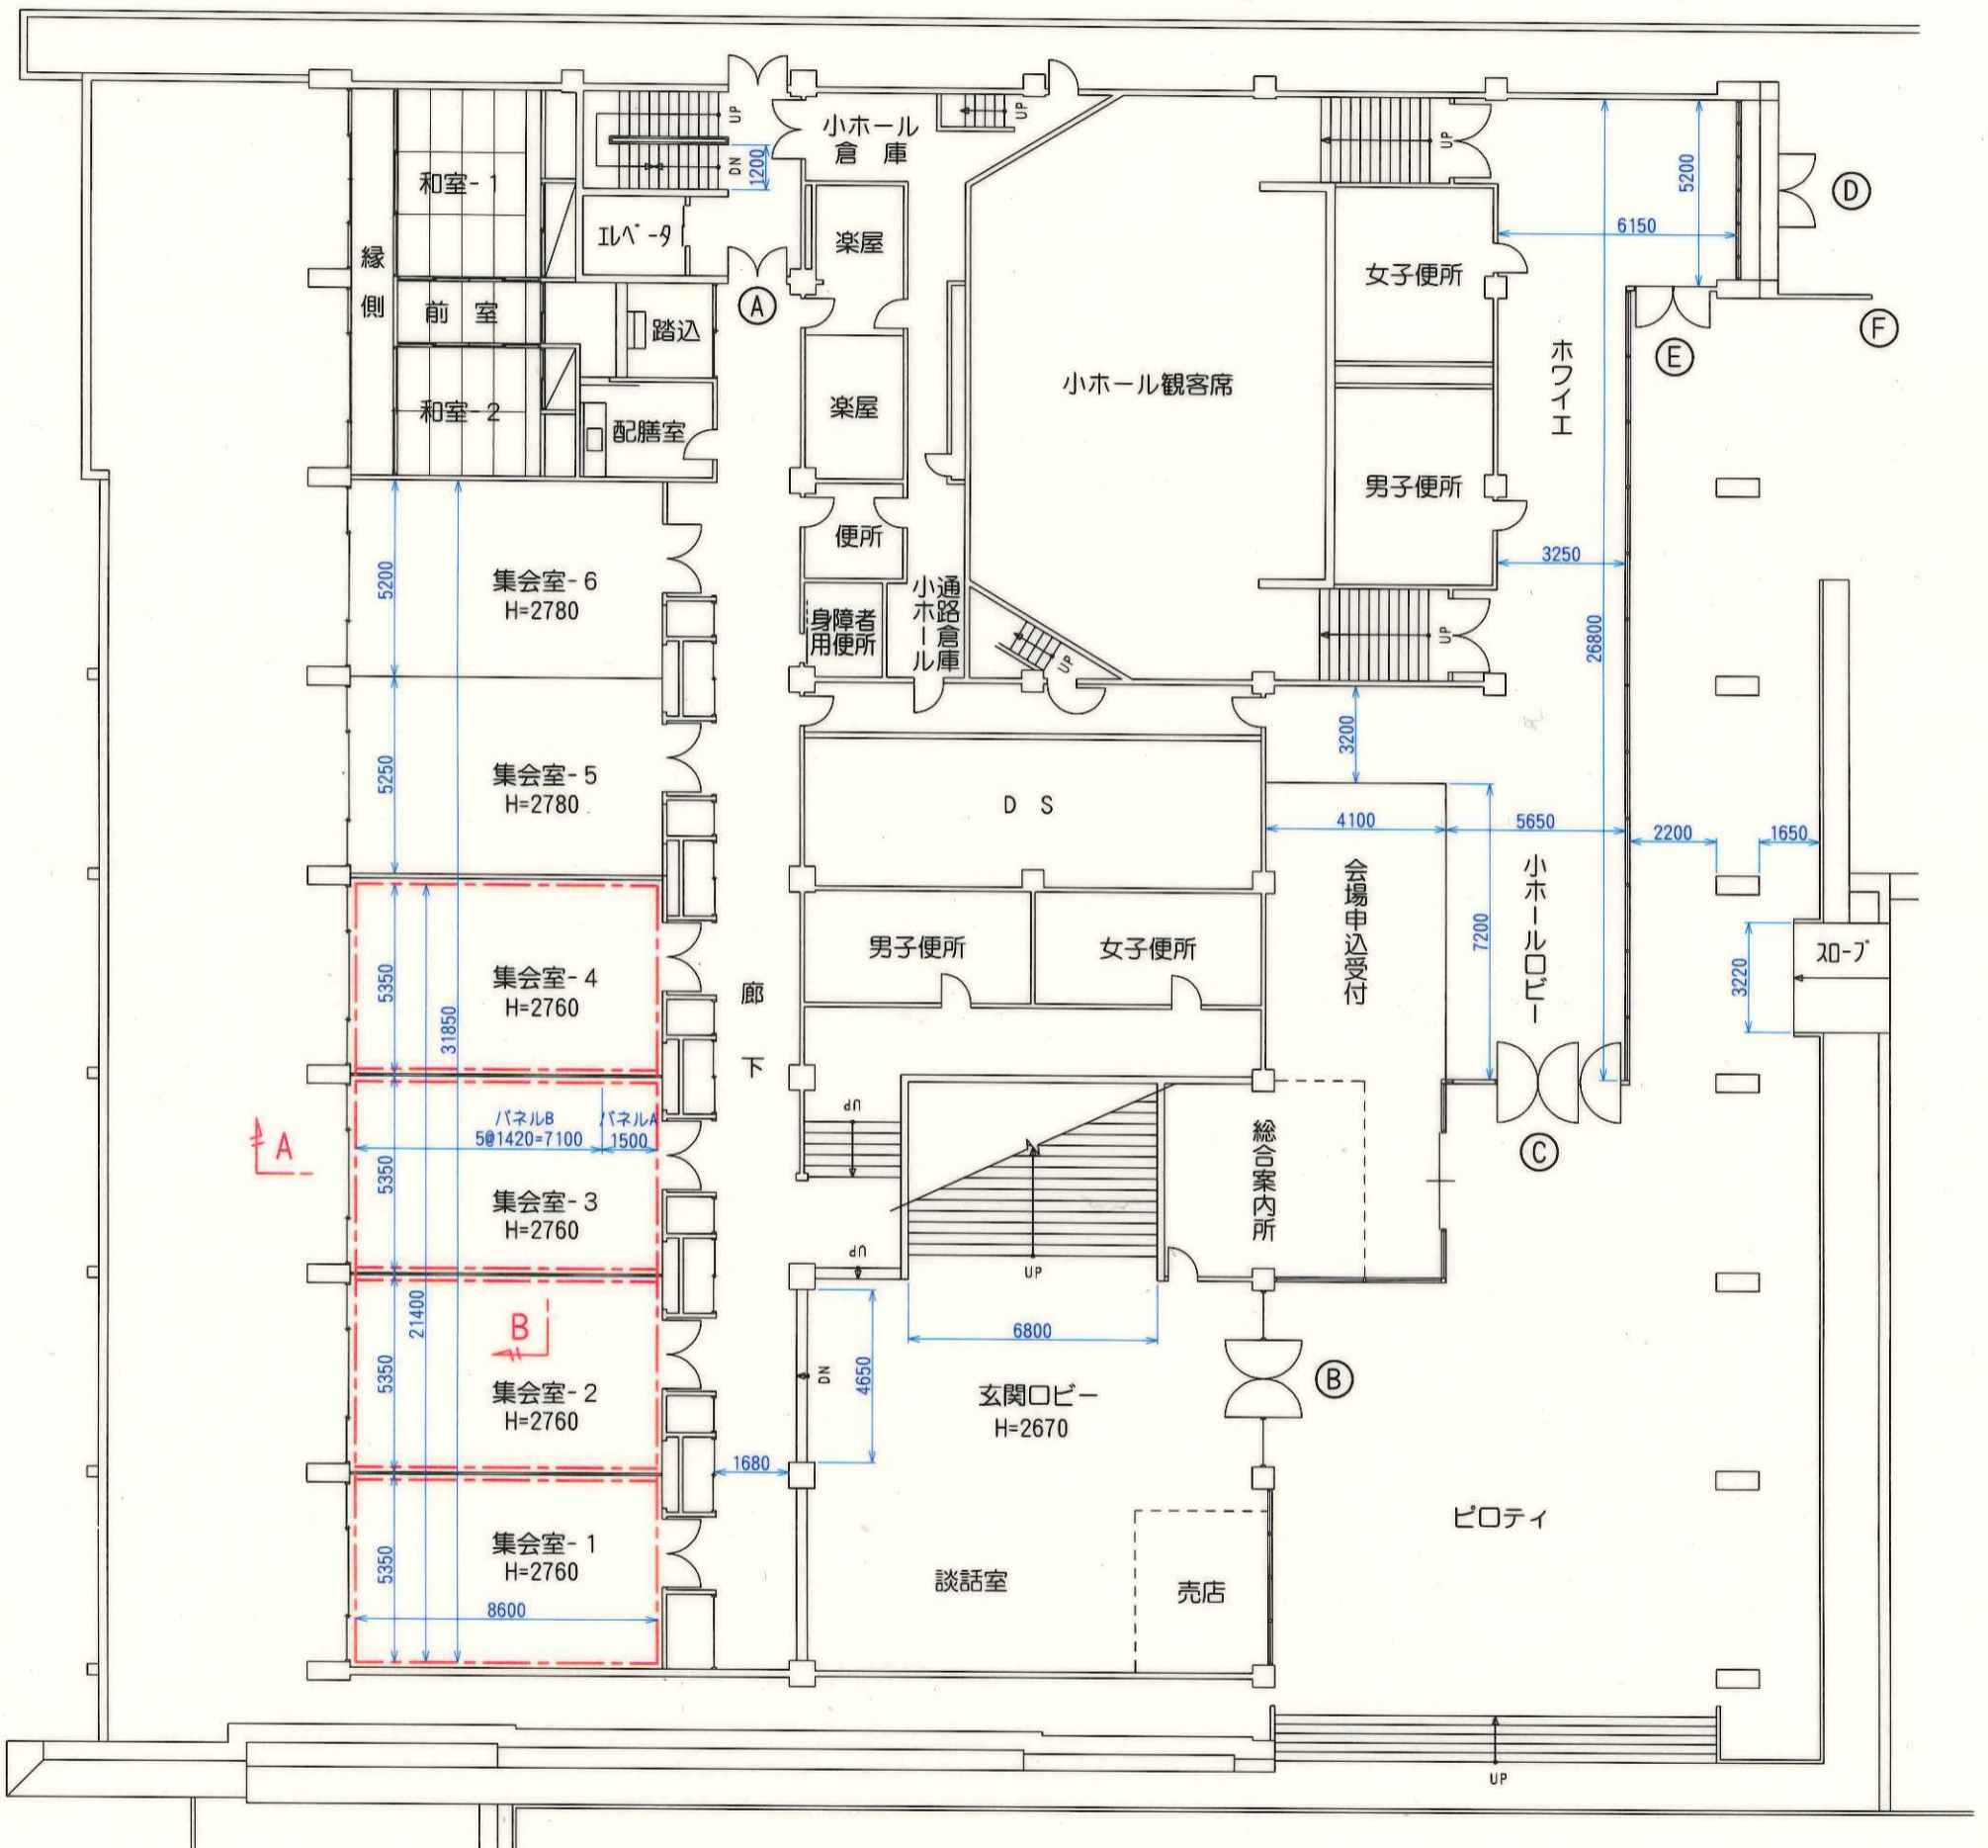 UP
UP
小ホール
倉 庫
UP
DN
1200
和室-1
5200
D
6150
エレベータ
楽屋
縁側
女子便所
A
前 室
踏込
F
E
ホワイエ
小ホール観客席
和室-2
楽屋
配膳室
男子便所
便所
3250
5200
集会室-6
H=2780
小ホール
通路倉庫
身障者
用便所
UP
UP
26800
3200
5250
集会室-5
H=2780
D S
4100
5650
2200
1650
会場申込受付
小ホールロビー
7200
男子便所
女子便所
スロープ
3220
5350
集会室-4
H=2760
廊下
31850
UP
パネルB
5@1420=7100
パネルA
1500
A
C
総合案内所
5350
集会室-3
H=2760
UP
UP
21400
B
6800
DN
4650
5350
集会室-2
H=2760
玄関ロビー
H=2670
B
1680
ピロティ
5350
集会室-1
H=2760
談話室
売店
8600
UP